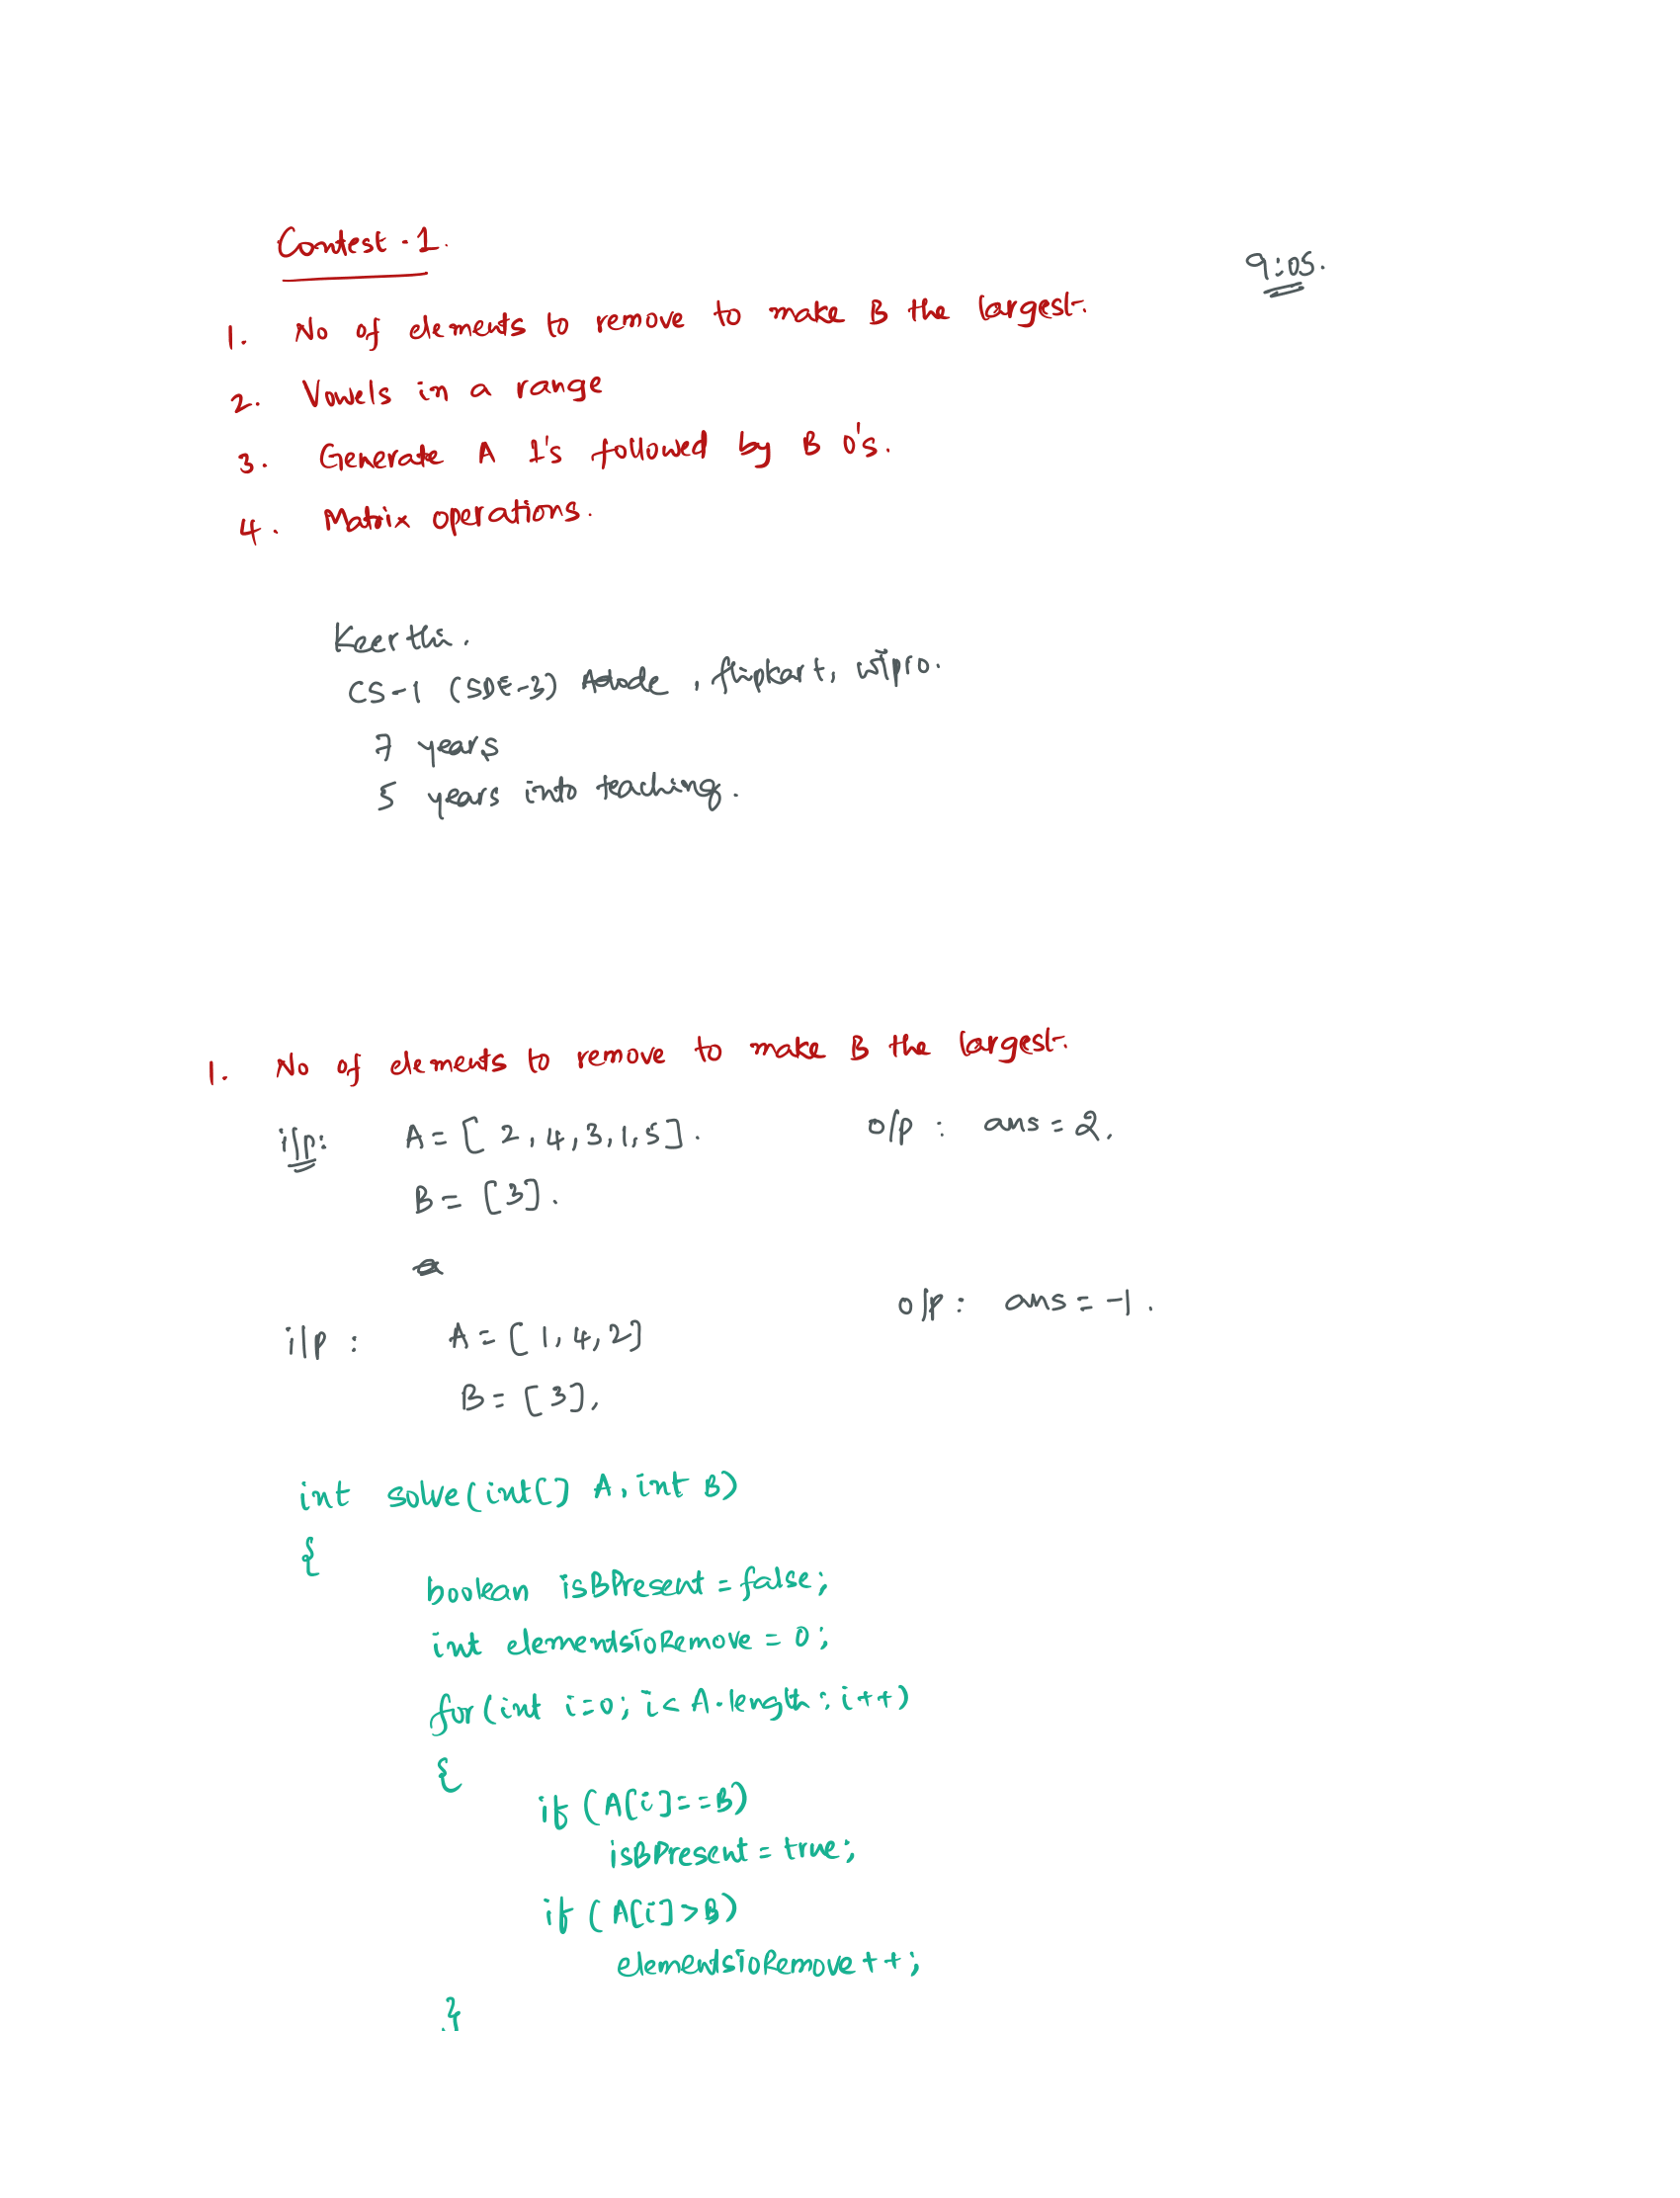 Contest - 1.
9:05.
1. No of elements to remove to make B the largest.
2. Vowels in a range
3. Generate A 1's followed by B 0's.
4. Matrix operations.
Keerthi.
CS-1 (SDE-3) Adode, flipkart, wipro.
7 years
5 years into teaching.
1. No of elements to remove to make B the largest.
i/p: A = [2, 4, 3, 1, 5]. o/p : ans = 2.
B = [3].
i/p : A = [1, 4, 2] o/p : ans = -1.
B = [3],
int solve(int[] A, int B)
{
boolean isBPresent = false;
int elementsToRemove = 0;
for(int i=0; i< A.length; i++)
{
if (A[i]==B)
isBPresent = true;
if (A[i]>B)
elementsToRemove++;
}